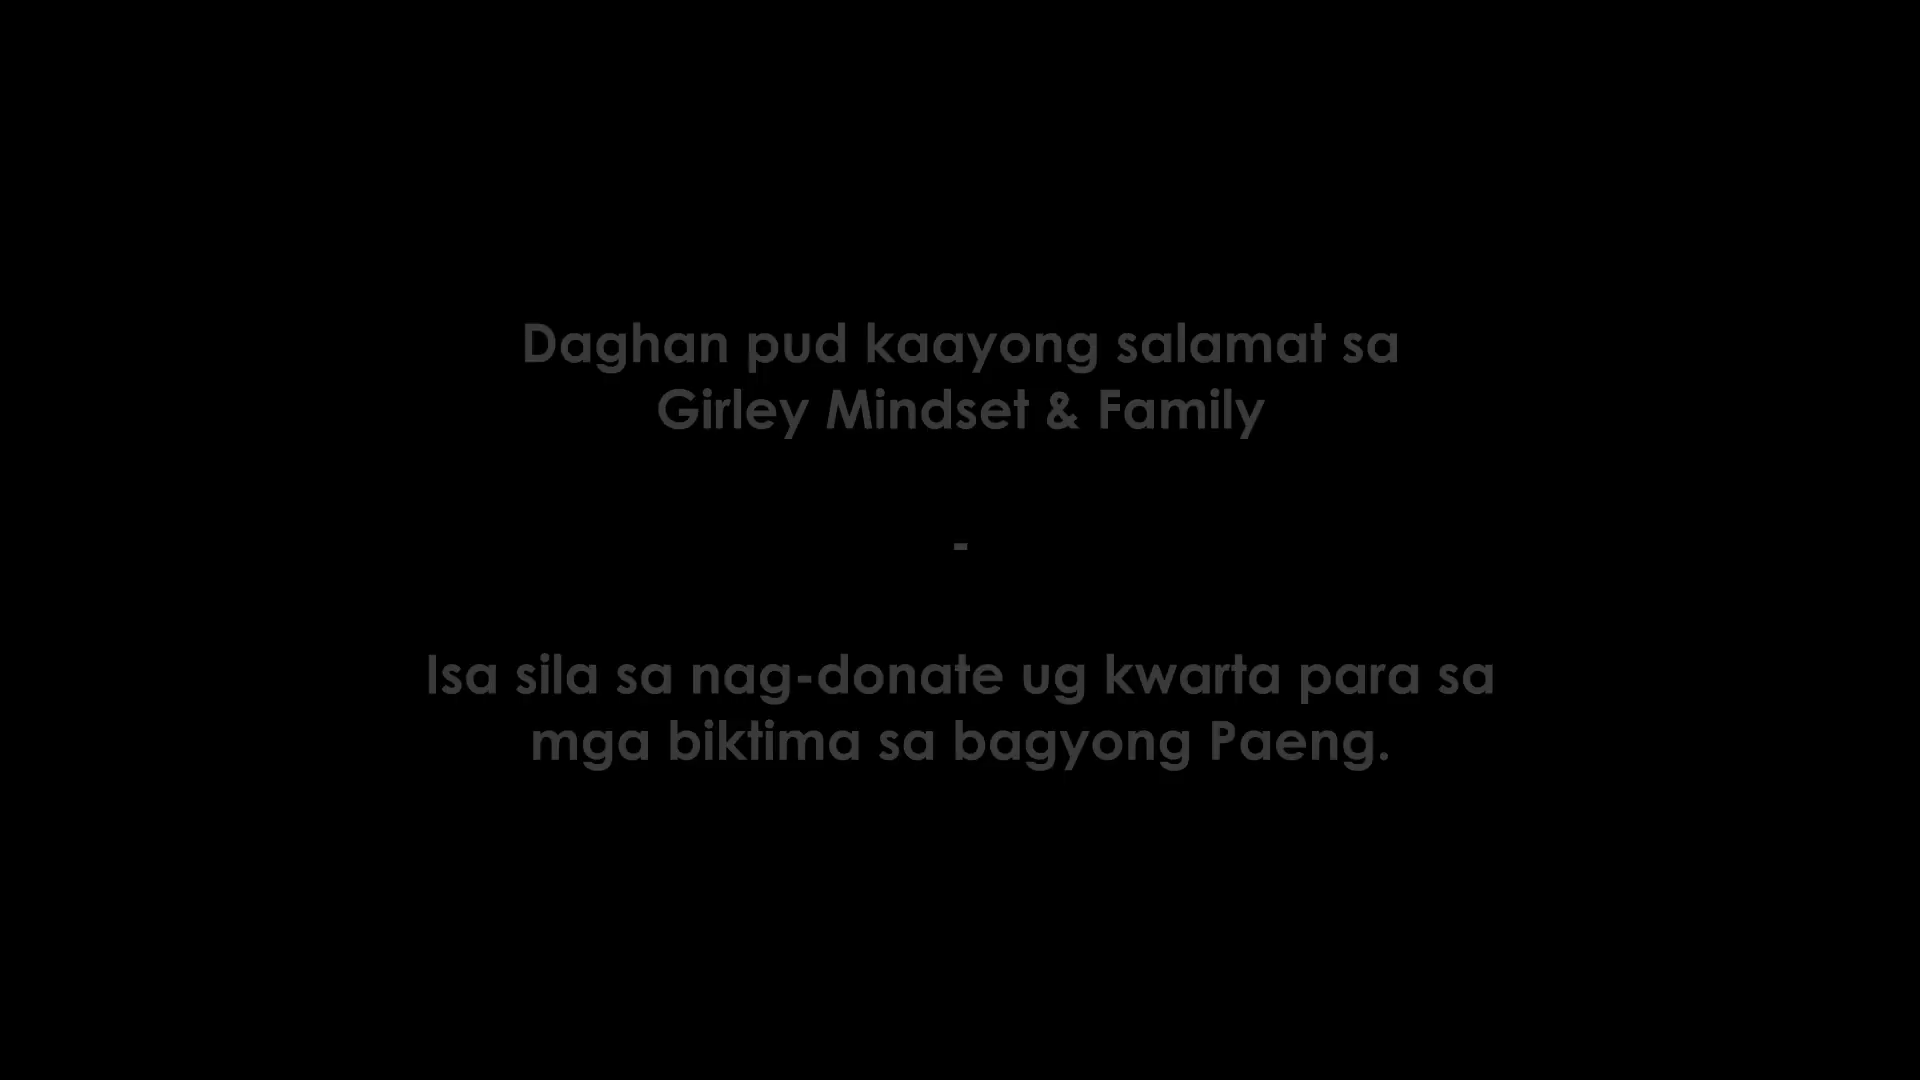 Daghan pud kaayong salamat sa
Girley Mindset & Family
-
Isa sila sa nag-donate ug kwarta para sa
mga biktima sa bagyong Paeng.